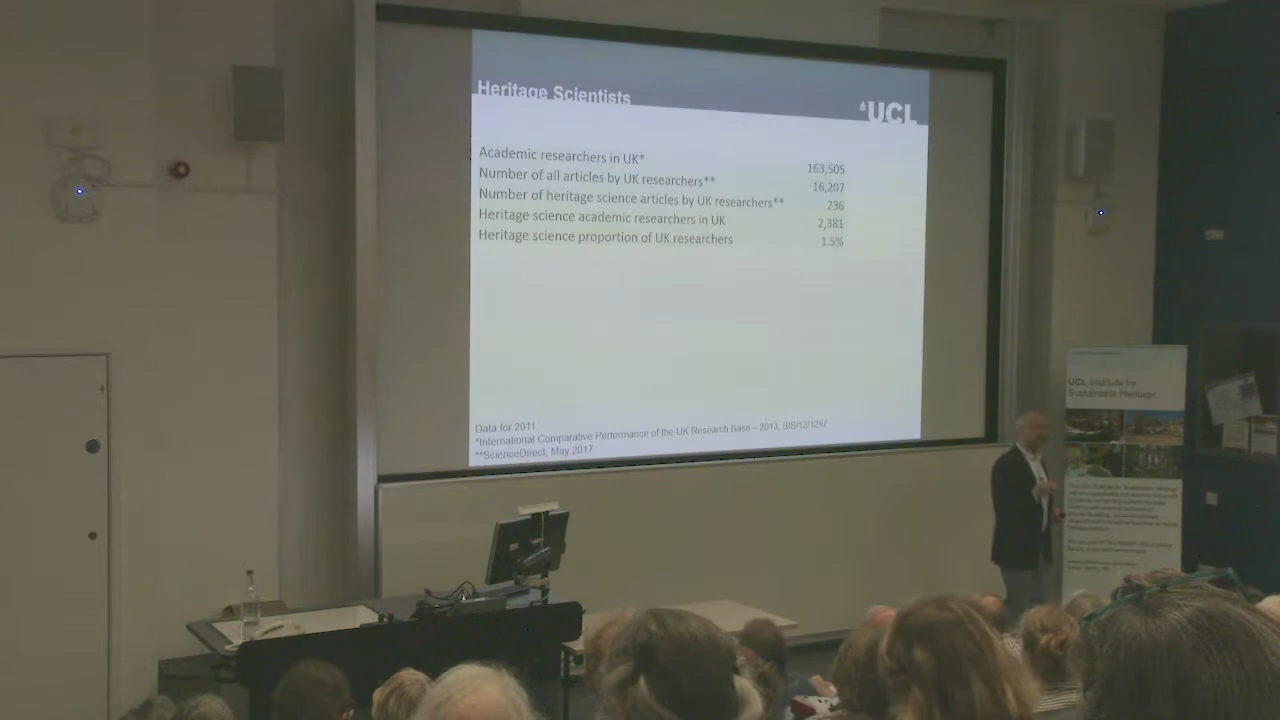 Heritage Scientists
UCL
Academic researchers in UK* 163,505
Number of all articles by UK researchers** 16,207
Number of heritage science articles by UK researchers** 236
Heritage science academic researchers in UK 2,381
Heritage science proportion of UK researchers 1.5%
Data for 2011
*International Comparative Performance of the UK Research Base – 2013, BIS/13/1297
**ScienceDirect, May 2017
UCL Institute for
Sustainable Heritage